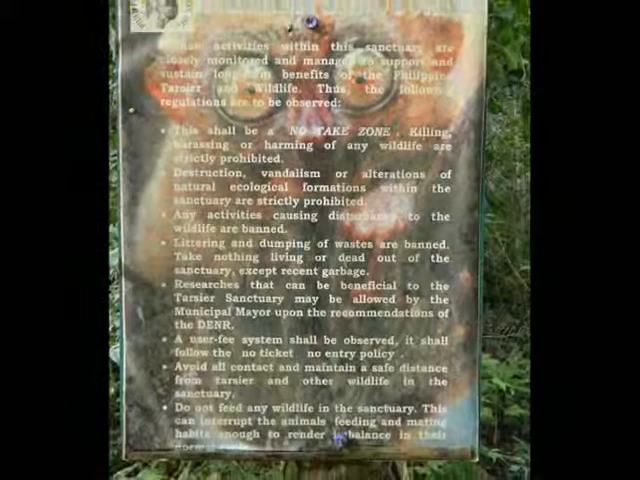 activities within this sanctuary are
closely monitored and managed to support and
sustain long term benefits of the Philippine
Tarsier and Wildlife. Thus, the
regulations are to be observed:
• This shall be a NO TAKE ZONE . Killing,
harassing or harming of any wildlife are
strictly prohibited.
• Destruction, vandalism or alterations of
natural ecological formations within the
sanctuary are strictly prohibited.
• Any activities causing disturbance to the
wildlife are banned.
• Littering and dumping of wastes are banned.
Take nothing living or dead out of the
sanctuary, except recent garbage.
• Researches that can be beneficial to the
Tarsier Sanctuary may be allowed by the
Municipal Mayor upon the recommendations of
the DENR.
• A user-fee system shall be observed, it shall
follow the no ticket no entry policy .
• Avoid all contact and maintain a safe distance
from tarsier and other wildlife in the
sanctuary.
• Do not feed any wildlife in the sanctuary. This
can interrupt the animals feeding and mating
habits enough to render imbalance in their
normal